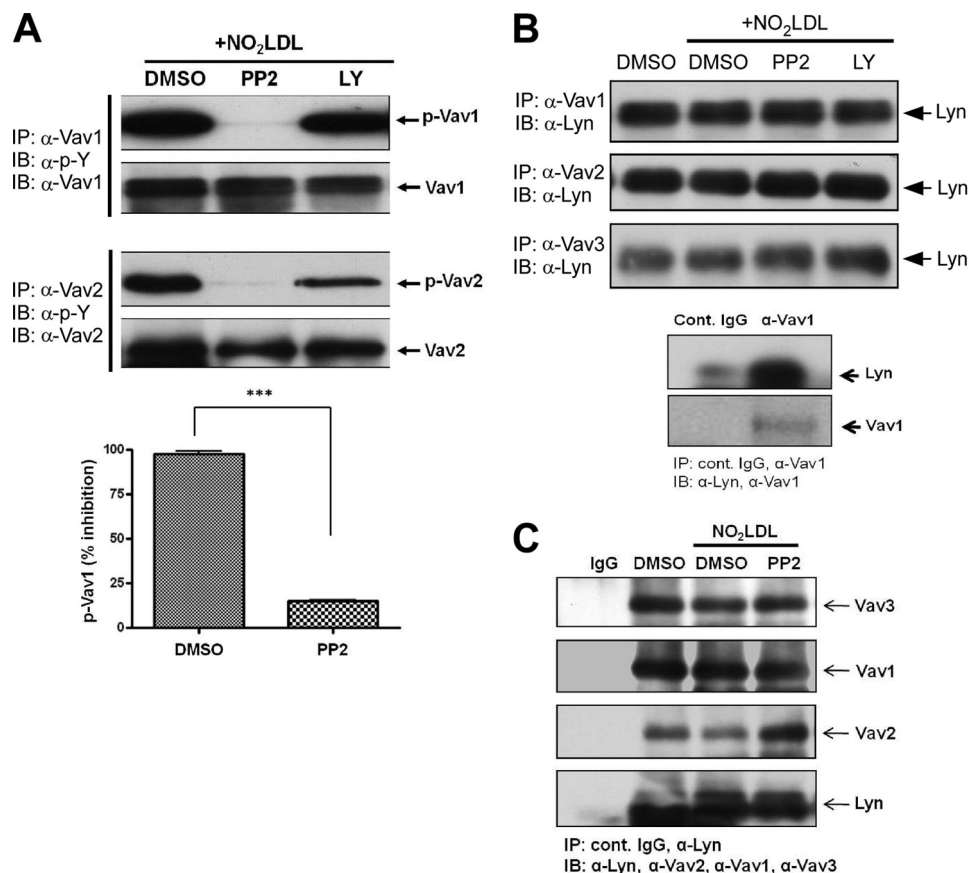 A
+NO₂LDL
DMSO PP2 LY
IP: α-Vav1
IB: α-p-Y
IB: α-Vav1
p-Vav1
Vav1
IP: α-Vav2
IB: α-p-Y
IB: α-Vav2
p-Vav2
Vav2
***
p-Vav1 (% inhibition)
100
75
50
25
0
DMSO PP2
B
+NO₂LDL
DMSO DMSO PP2 LY
IP: α-Vav1
IB: α-Lyn
Lyn
IP: α-Vav2
IB: α-Lyn
Lyn
IP: α-Vav3
IB: α-Lyn
Lyn
Cont. IgG α-Vav1
Lyn
Vav1
IP: cont. IgG, α-Vav1
IB: α-Lyn, α-Vav1
C
NO₂LDL
IgG DMSO DMSO PP2
Vav3
Vav1
Vav2
Lyn
IP: cont. IgG, α-Lyn
IB: α-Lyn, α-Vav2, α-Vav1, α-Vav3